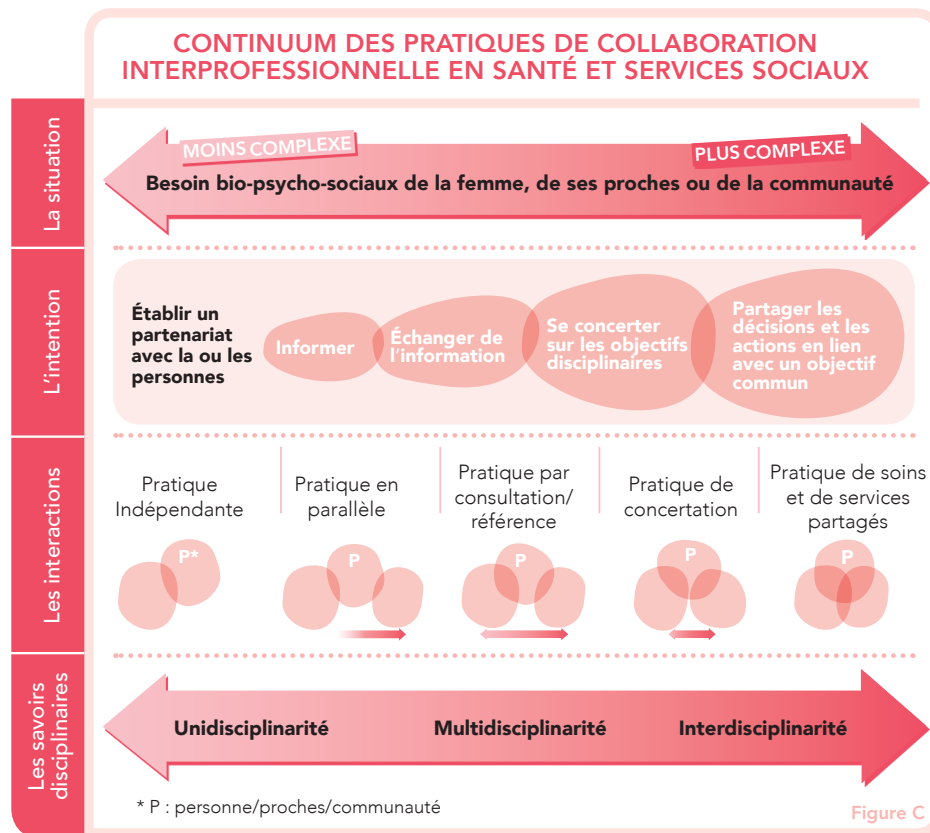 CONTINUUM DES PRATIQUES DE COLLABORATION
INTERPROFESSIONNELLE EN SANTÉ ET SERVICES SOCIAUX
La situation
MOINS COMPLEXE
PLUS COMPLEXE
Besoin bio-psycho-sociaux de la femme, de ses proches ou de la communauté
L'intention
Établir un
partenariat
avec la ou les
personnes
Informer
Échanger de
l'information
Se concerter
sur les objectifs
disciplinaires
Partager les
décisions et les
actions en lien
avec un objectif
commun
Les interactions
Pratique
Indépendante
Pratique en
parallèle
Pratique par
consultation/
référence
Pratique de
concertation
Pratique de soins
et de services
partagés
P*
P
P
P
P
Les savoirs
disciplinaires
Unidisciplinarité
Multidisciplinarité
Interdisciplinarité
* P : personne/proches/communauté
Figure C